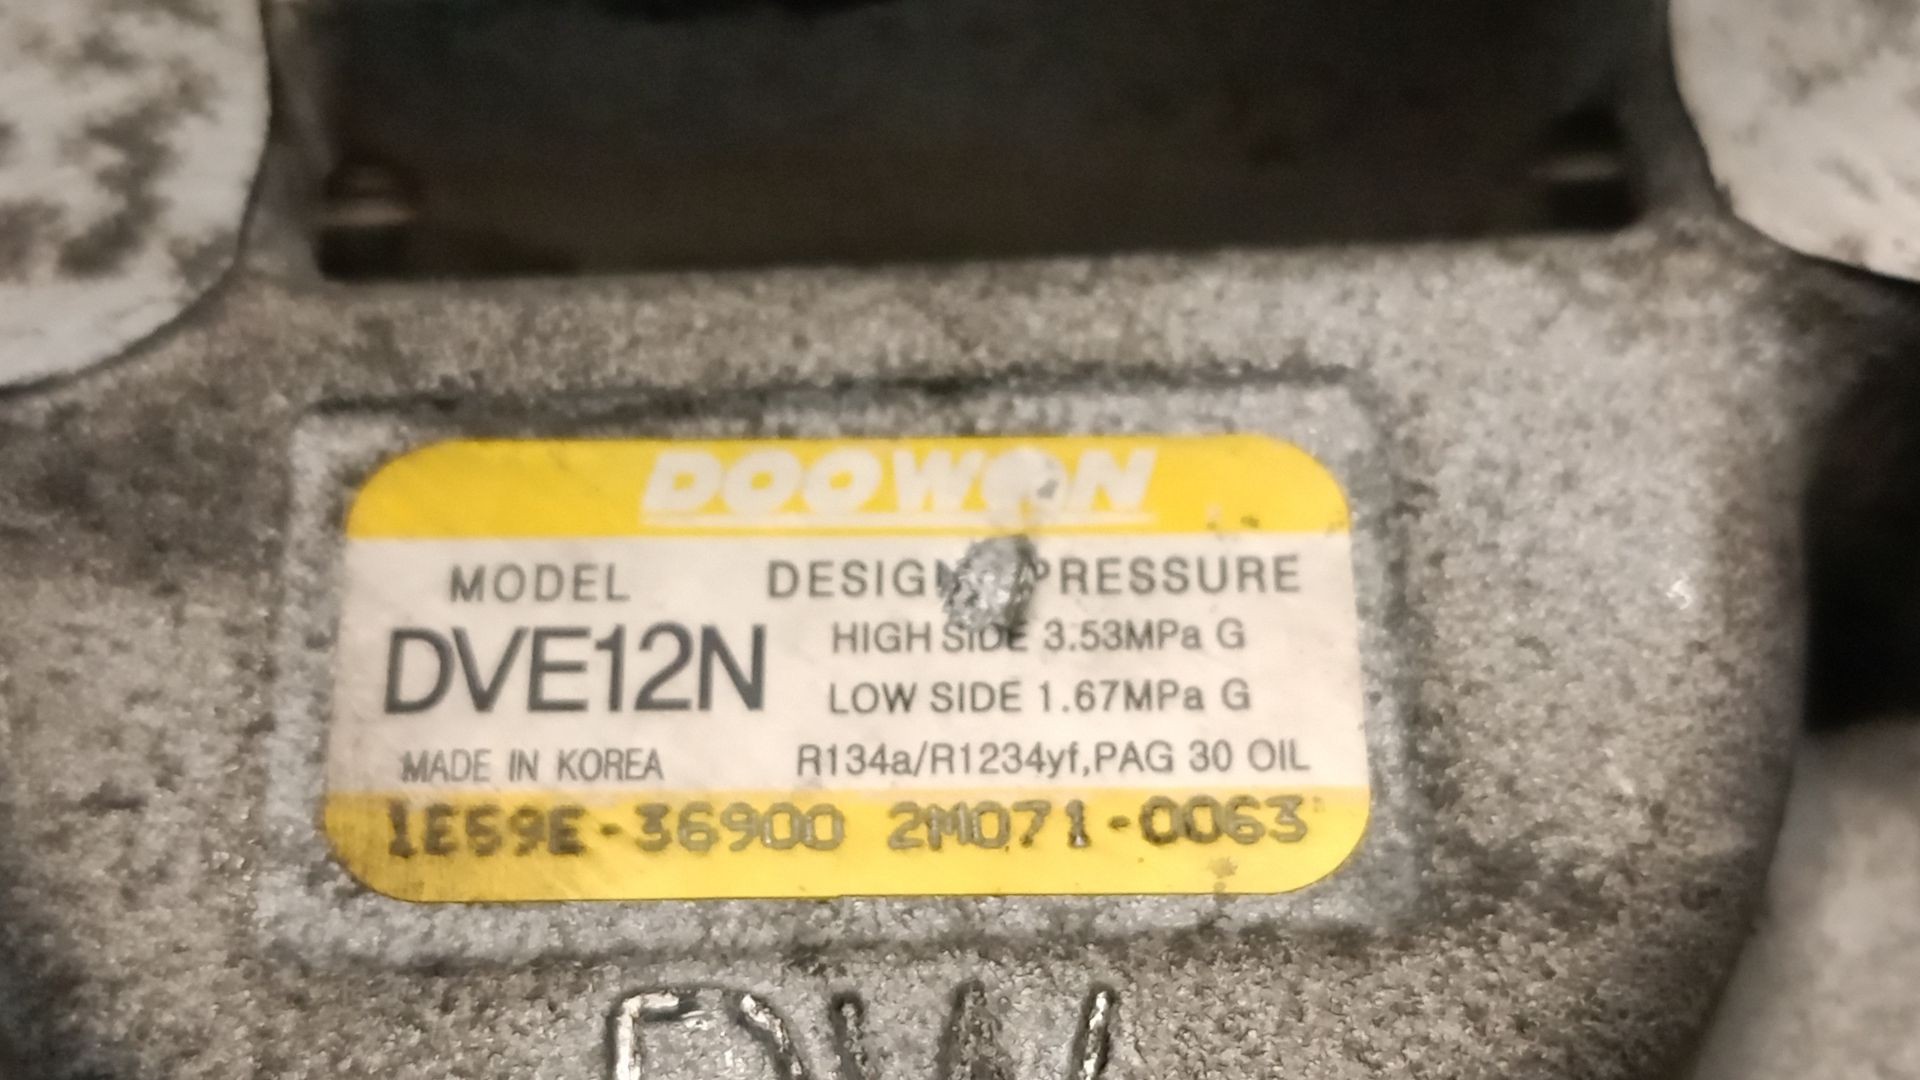 DOOWON
MODEL
DVE12N
MADE IN KOREA
DESIGN PRESSURE
HIGH SIDE 3.53MPa G
LOW SIDE 1.67MPa G
R134a/R1234yf,PAG 30 OIL
1E59E-36900 2M071-0063
DW